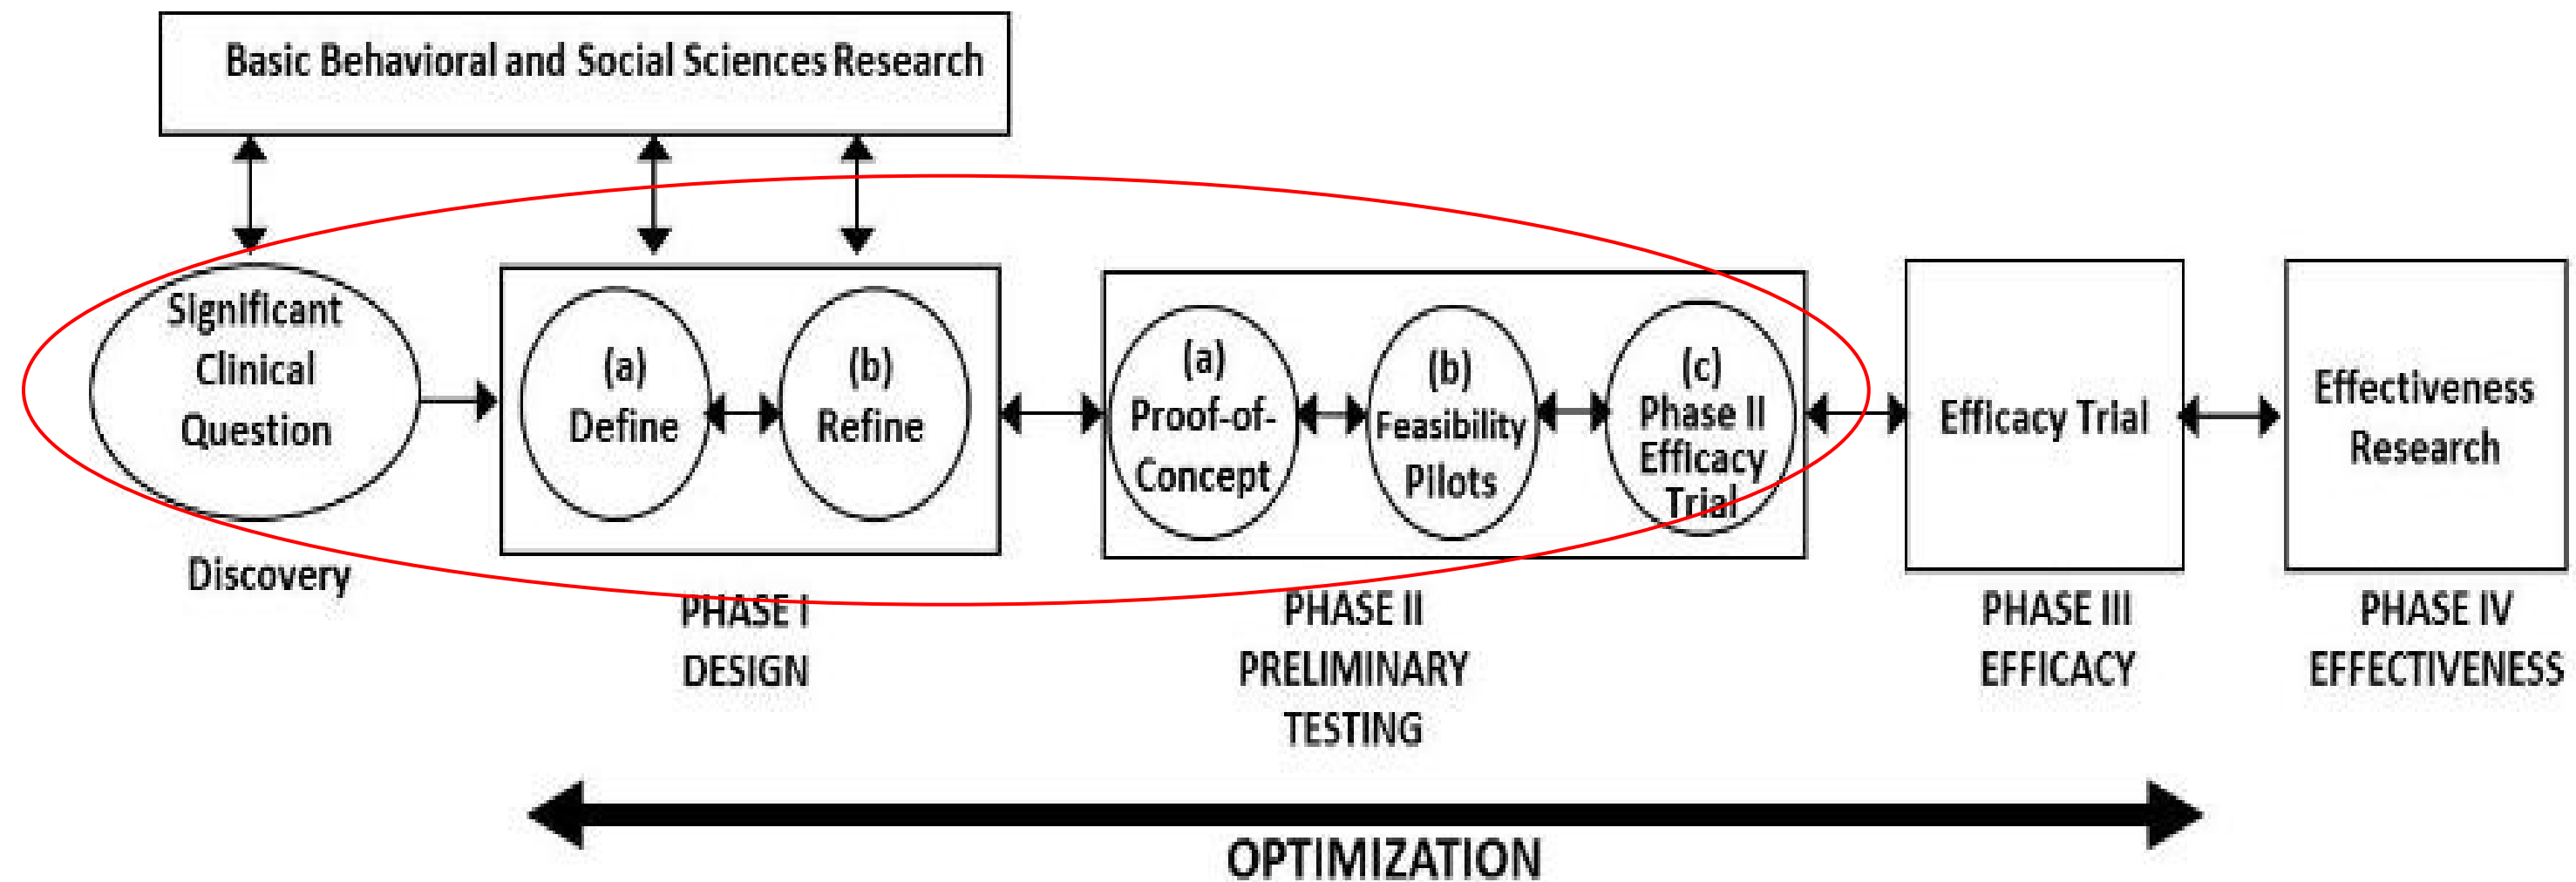 Basic Behavioral and Social Sciences Research
Significant
Clinical
Question
Discovery
(a)
Define
(b)
Refine
PHASE I
DESIGN
(a)
Proof-of-
Concept
(b)
Feasibility
Pilots
(c)
Phase II
Efficacy
Trial
PHASE II
PRELIMINARY
TESTING
Efficacy Trial
PHASE III
EFFICACY
Effectiveness
Research
PHASE IV
EFFECTIVENESS
OPTIMIZATION